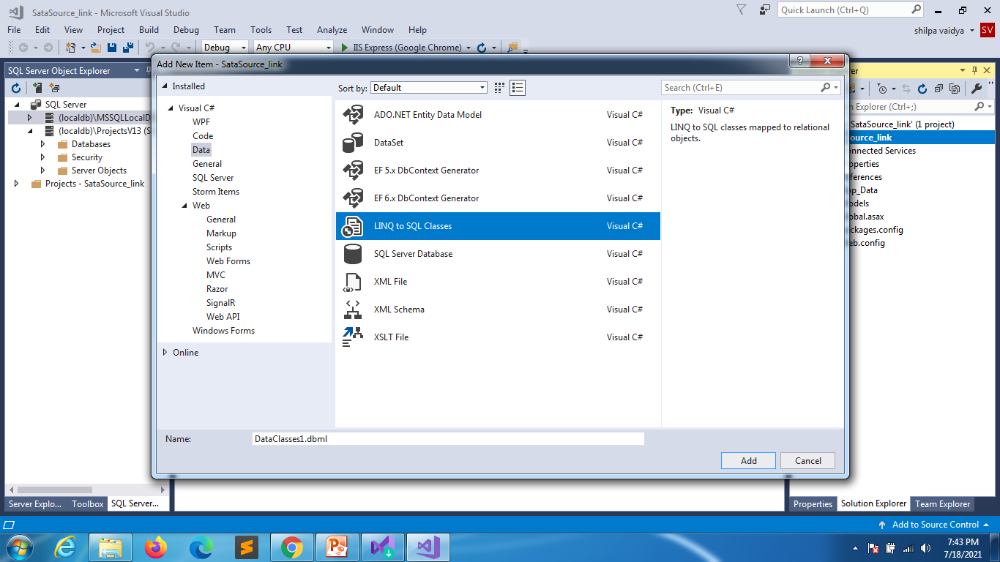 SataSource_link - Microsoft Visual Studio
Quick Launch (Ctrl+Q)
File Edit View Project Build Debug Team Tools Test Analyze Window Help
shilpa vaidya SV
Debug Any CPU IIS Express (Google Chrome)
SQL Server Object Explorer
SQL Server
(localdb)\MSSQLLocalD
(localdb)\ProjectsV13 (S
Databases
Security
Server Objects
Projects - SataSource_link
Server Explo... Toolbox SQL Server...
Add New Item - SataSource_link
?
Installed
Visual C#
WPF
Code
Data
General
SQL Server
Storm Items
Web
General
Markup
Scripts
Web Forms
MVC
Razor
SignalR
Web API
Windows Forms
Online
Sort by: Default
Search (Ctrl+E)
ADO.NET Entity Data Model Visual C#
DataSet Visual C#
EF 5.x DbContext Generator Visual C#
EF 6.x DbContext Generator Visual C#
LINQ to SQL Classes Visual C#
SQL Server Database Visual C#
XML File Visual C#
XML Schema Visual C#
XSLT File Visual C#
Type: Visual C#
LINQ to SQL classes mapped to relational
objects.
Name: DataClasses1.dbml
Add Cancel
rer
n Explorer (Ctrl+;)
'SataSource_link' (1 project)
ource_link
nnected Services
operties
ferences
pp_Data
odels
obal.asax
ckages.config
eb.config
Properties Solution Explorer Team Explorer
Add to Source Control
7:43 PM
7/18/2021